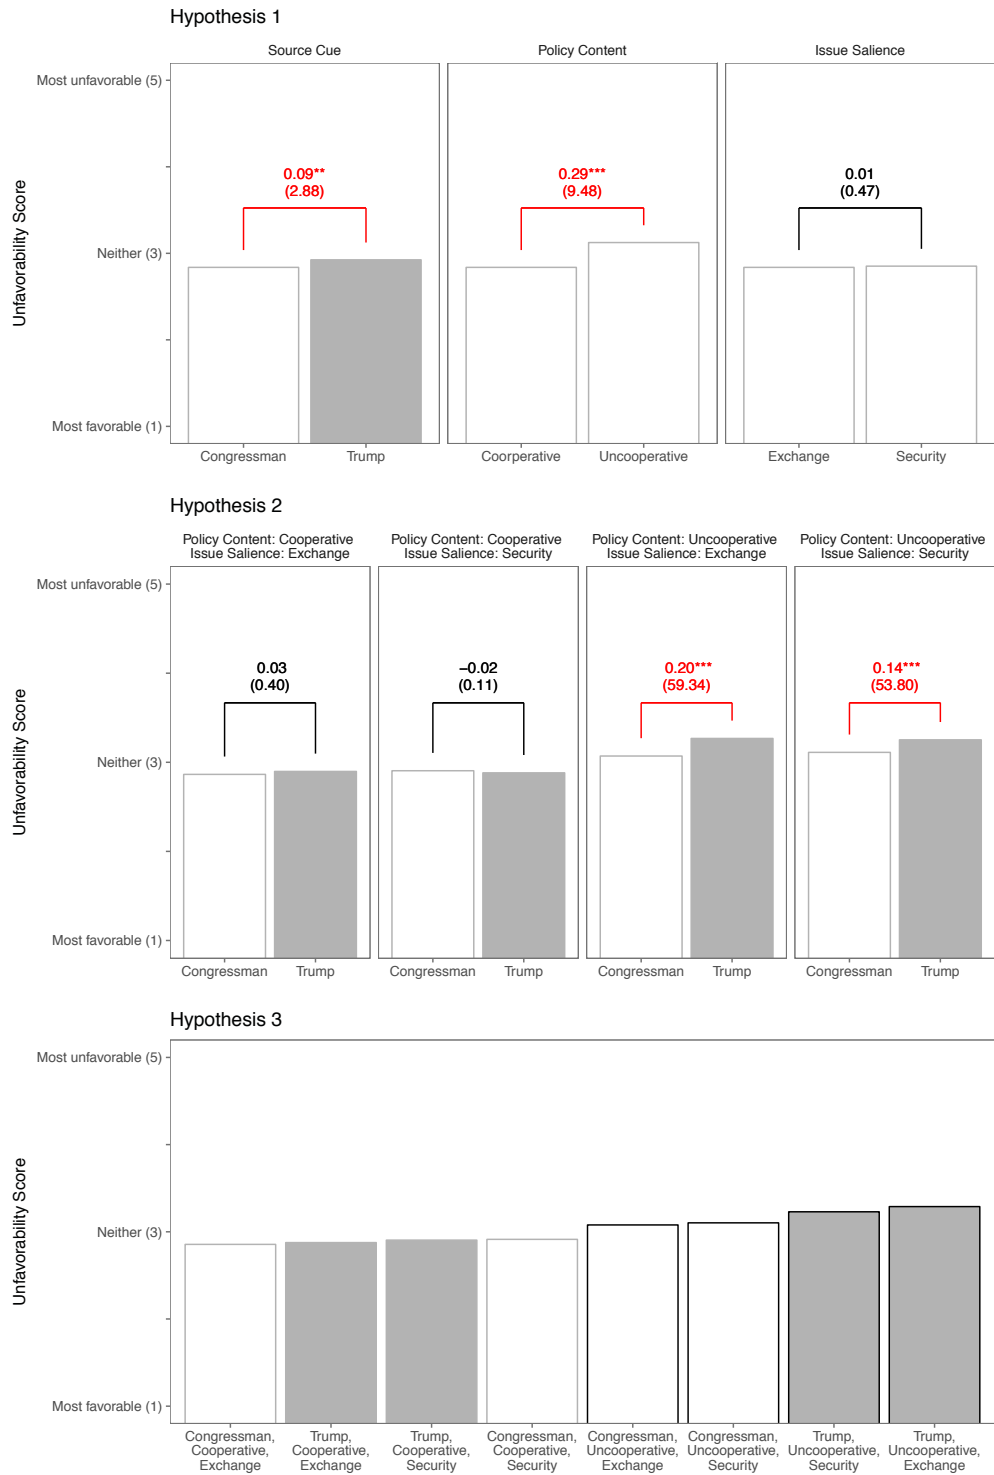 Hypothesis 1
Source Cue
Policy Content
Issue Salience
Unfavorability Score
Most unfavorable (5)
Neither (3)
Most favorable (1)
0.09**
(2.88)
0.29***
(9.48)
0.01
(0.47)
Congressman
Trump
Coorperative
Uncooperative
Exchange
Security
Hypothesis 2
Policy Content: Cooperative
Issue Salience: Exchange
Policy Content: Cooperative
Issue Salience: Security
Policy Content: Uncooperative
Issue Salience: Exchange
Policy Content: Uncooperative
Issue Salience: Security
Unfavorability Score
Most unfavorable (5)
Neither (3)
Most favorable (1)
0.03
(0.40)
−0.02
(0.11)
0.20***
(59.34)
0.14***
(53.80)
Congressman
Trump
Congressman
Trump
Congressman
Trump
Congressman
Trump
Hypothesis 3
Unfavorability Score
Most unfavorable (5)
Neither (3)
Most favorable (1)
Congressman,
Cooperative,
Exchange
Trump,
Cooperative,
Exchange
Trump,
Cooperative,
Security
Congressman,
Cooperative,
Security
Congressman,
Uncooperative,
Exchange
Congressman,
Uncooperative,
Security
Trump,
Uncooperative,
Security
Trump,
Uncooperative,
Exchange